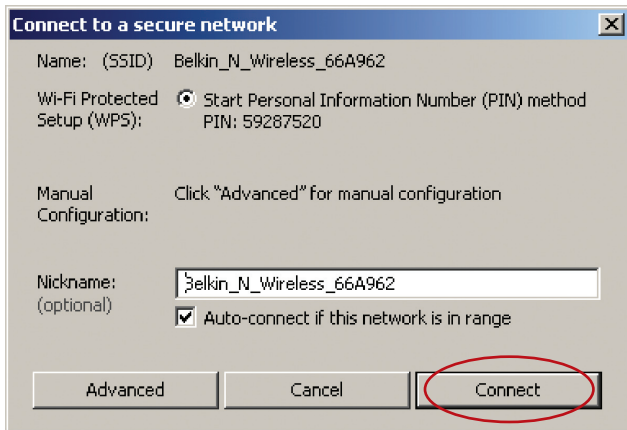 Connect to a secure network
Name: (SSID) Belkin_N_Wireless_66A962
Wi-Fi Protected Setup (WPS): Start Personal Information Number (PIN) method
PIN: 59287520
Manual Configuration: Click "Advanced" for manual configuration
Nickname: Belkin_N_Wireless_66A962
(optional)
Auto-connect if this network is in range
Advanced Cancel Connect